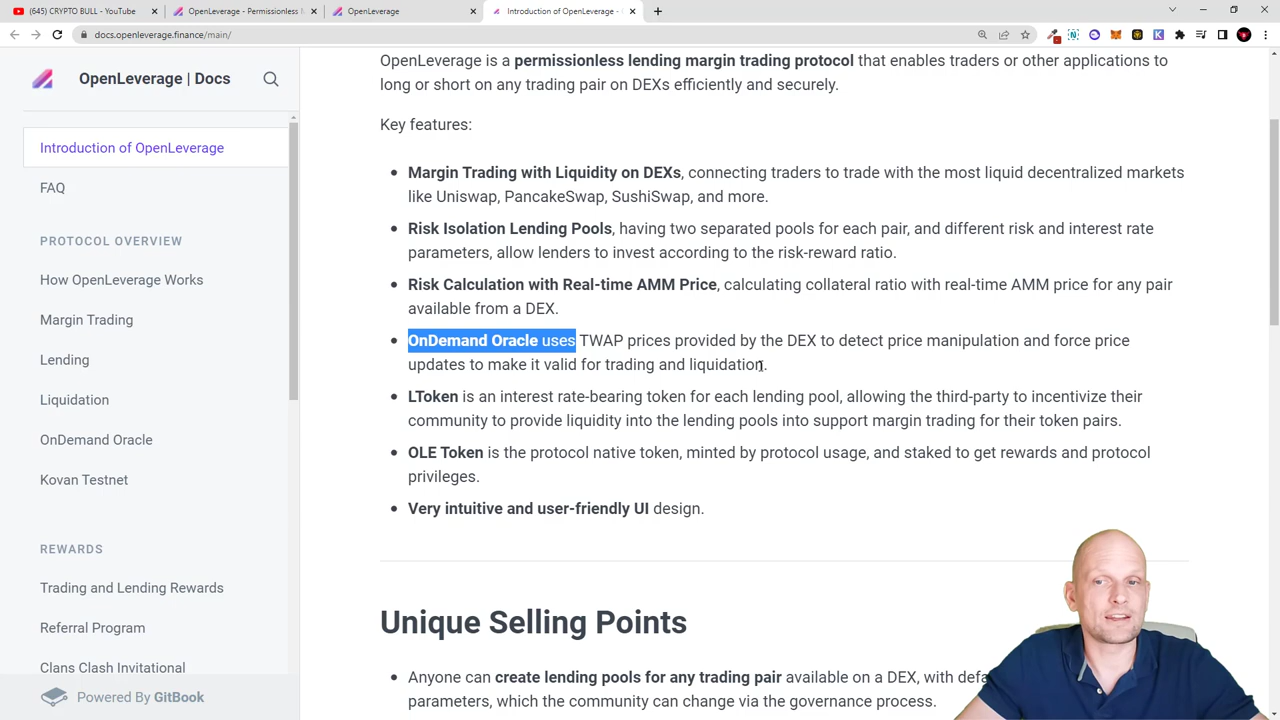 (645) CRYPTO BULL - YouTube
OpenLeverage - Permissionless
OpenLeverage
Introduction of OpenLeverage -
docs.openleverage.finance/main/
OpenLeverage | Docs
Introduction of OpenLeverage
FAQ
PROTOCOL OVERVIEW
How OpenLeverage Works
Margin Trading
Lending
Liquidation
OnDemand Oracle
Kovan Testnet
REWARDS
Trading and Lending Rewards
Referral Program
Clans Clash Invitational
Powered By GitBook
OpenLeverage is a permissionless lending margin trading protocol that enables traders or other applications to
long or short on any trading pair on DEXs efficiently and securely.
Key features:
Margin Trading with Liquidity on DEXs, connecting traders to trade with the most liquid decentralized markets
like Uniswap, PancakeSwap, SushiSwap, and more.
Risk Isolation Lending Pools, having two separated pools for each pair, and different risk and interest rate
parameters, allow lenders to invest according to the risk-reward ratio.
Risk Calculation with Real-time AMM Price, calculating collateral ratio with real-time AMM price for any pair
available from a DEX.
OnDemand Oracle uses TWAP prices provided by the DEX to detect price manipulation and force price
updates to make it valid for trading and liquidation.
LToken is an interest rate-bearing token for each lending pool, allowing the third-party to incentivize their
community to provide liquidity into the lending pools into support margin trading for their token pairs.
OLE Token is the protocol native token, minted by protocol usage, and staked to get rewards and protocol
privileges.
Very intuitive and user-friendly UI design.
Unique Selling Points
Anyone can create lending pools for any trading pair available on a DEX, with defa
parameters, which the community can change via the governance process.